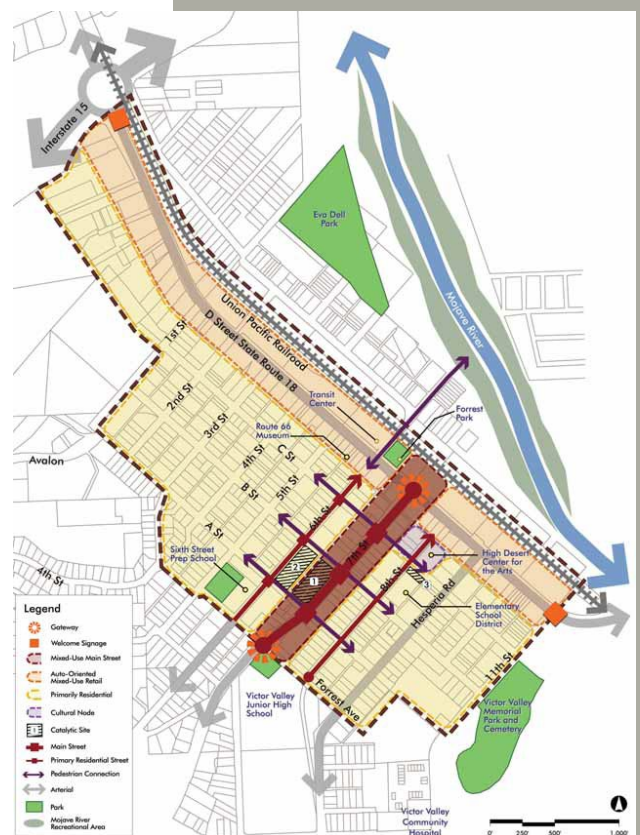 Interstate 15
Eva Dell
Park
Mojave River
Union Pacific Railroad
D Street State Route 18
1st St
2nd St
3rd St
4th St
5th St
6th St
7th St
8th St
C St
B St
A St
Transit
Center
Route 66
Museum
Forrest
Park
Avalon
4th St
Sixth Street
Prep School
2
1
3
High Desert
Center for
the Arts
Elementary
School
District
Hesperia Rd
11th St
Forrest Ave
Victor Valley
Junior High
School
Victor Valley
Memorial
Park and
Cemetery
Victor Valley
Community
Hospital
Legend
Gateway
Welcome Signage
Mixed-Use Main Street
Auto-Oriented
Mixed-Use Retail
Primarily Residential
Cultural Node
1
Catalytic Site
Main Street
Primary Residential Street
Pedestrian Connection
Arterial
Park
Mojave River
Recreational Area
0 250 500 1,000